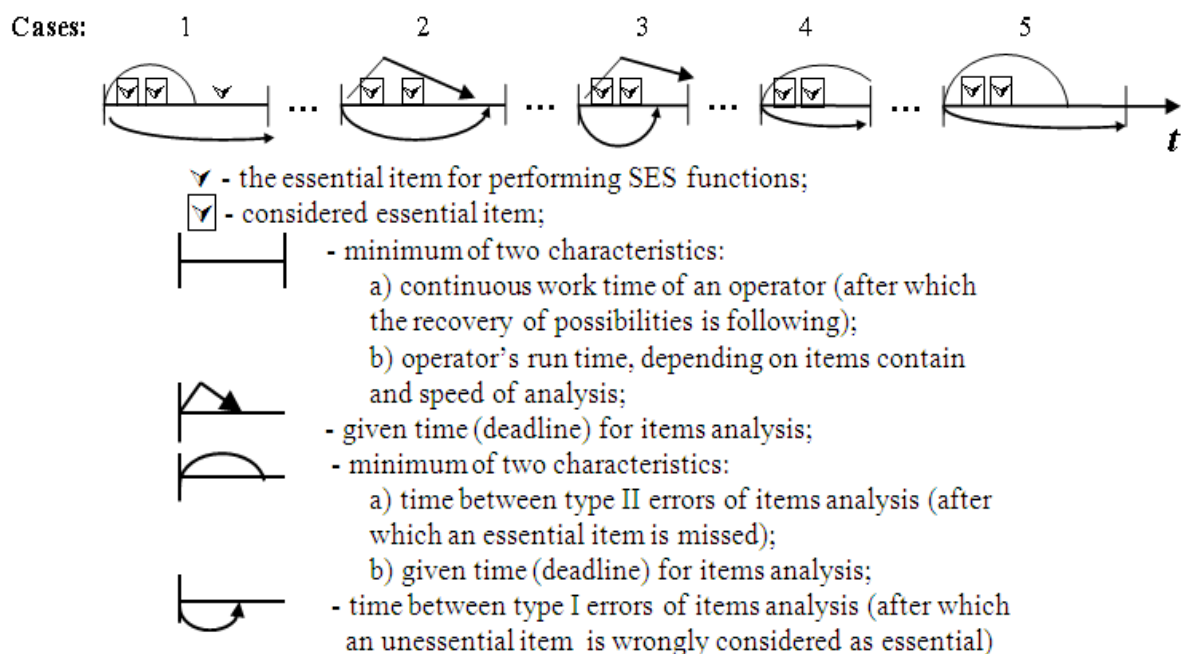 Cases: 1 2 3 4 5
... ... ... ...
t
- the essential item for performing SES functions;
- considered essential item;
- minimum of two characteristics:
a) continuous work time of an operator (after which
the recovery of possibilities is following);
b) operator's run time, depending on items contain
and speed of analysis;
- given time (deadline) for items analysis;
- minimum of two characteristics:
a) time between type II errors of items analysis (after
which an essential item is missed);
b) given time (deadline) for items analysis;
- time between type I errors of items analysis (after which
an unessential item is wrongly considered as essential)